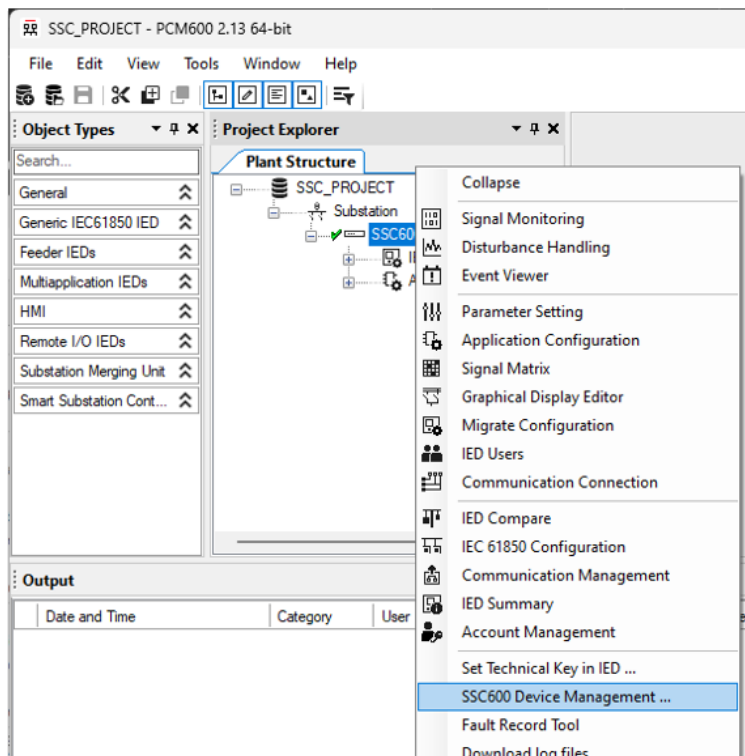 SSC_PROJECT - PCM600 2.13 64-bit
File Edit View Tools Window Help
Object Types
Search...
General
Generic IEC61850 IED
Feeder IEDs
Multiapplication IEDs
HMI
Remote I/O IEDs
Substation Merging Unit
Smart Substation Cont...
Project Explorer
Plant Structure
SSC_PROJECT
Substation
SSC60
Collapse
Signal Monitoring
Disturbance Handling
Event Viewer
Parameter Setting
Application Configuration
Signal Matrix
Graphical Display Editor
Migrate Configuration
IED Users
Communication Connection
IED Compare
IEC 61850 Configuration
Communication Management
IED Summary
Account Management
Set Technical Key in IED ...
SSC600 Device Management ...
Fault Record Tool
Download log files
Output
Date and Time Category User